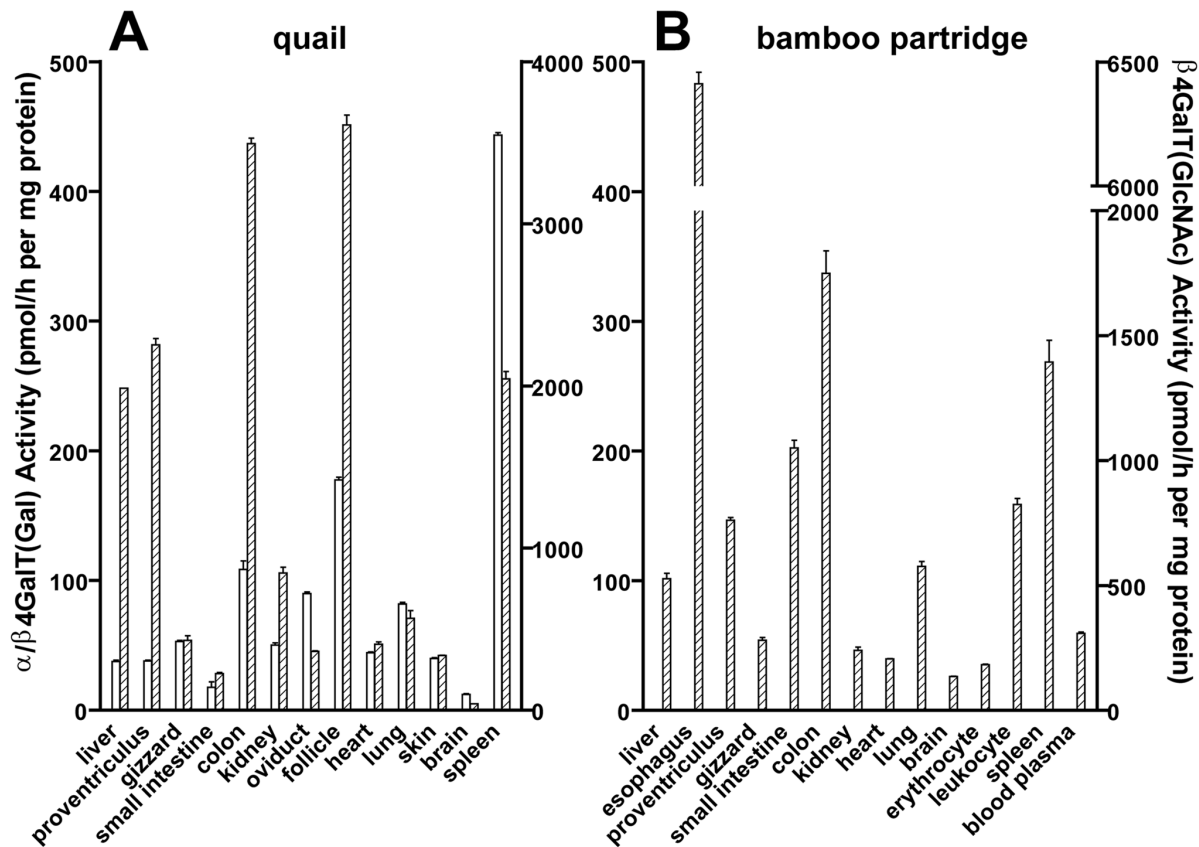 A
quail
α/β4GalT(Gal) Activity (pmol/h per mg protein)
500
400
300
200
100
0
4000
3000
2000
1000
0
liver
proventriculus
gizzard
small intestine
colon
kidney
oviduct
follicle
heart
lung
skin
brain
spleen
B
bamboo partridge
500
400
300
200
100
0
6500
6000
2000
1500
1000
500
0
β4GalT(GlcNAc) Activity (pmol/h per mg protein)
liver
esophagus
proventriculus
gizzard
small intestine
colon
kidney
heart
lung
brain
erythrocyte
leukocyte
spleen
blood plasma